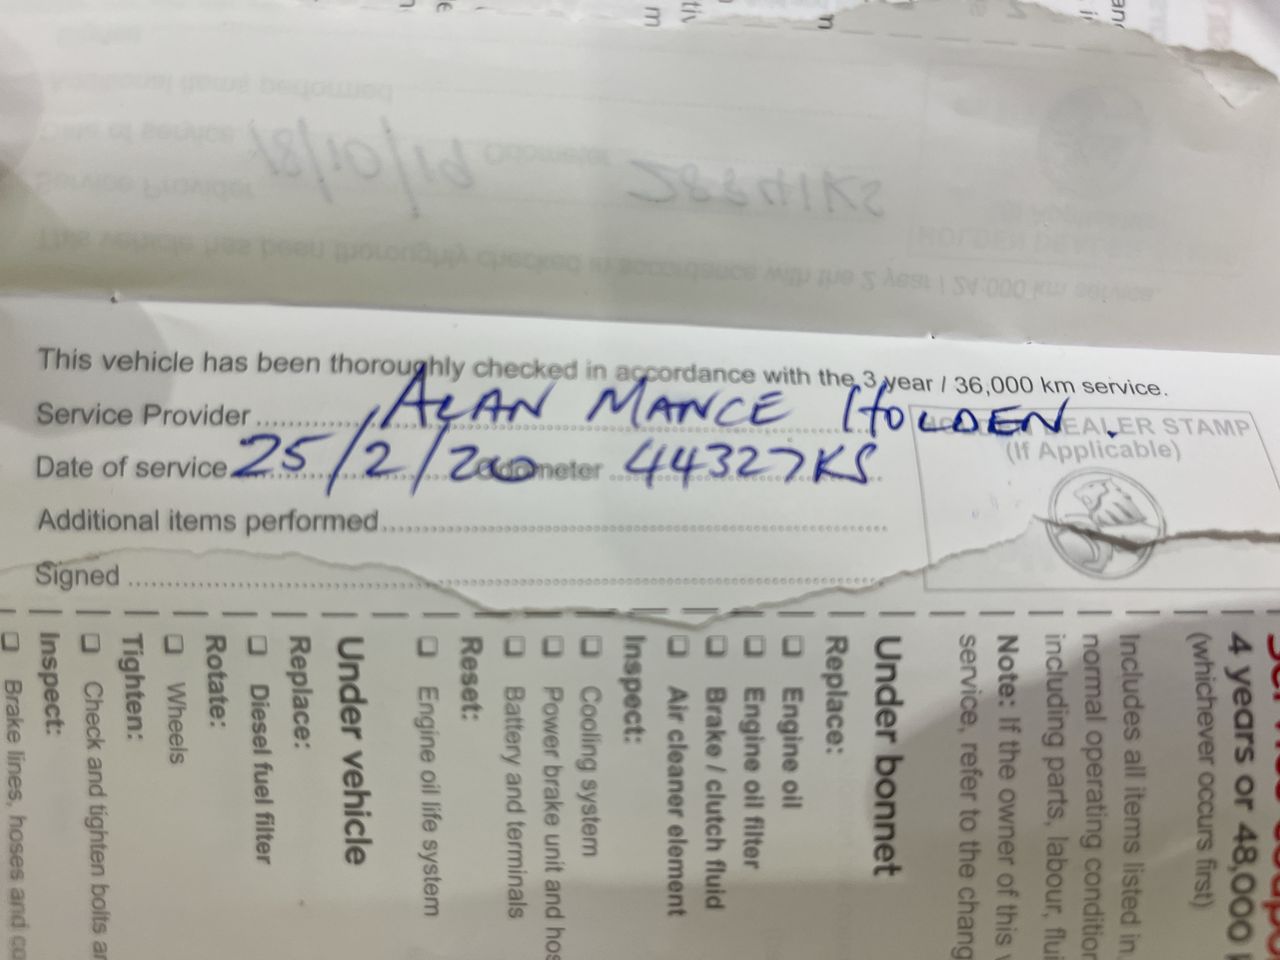 This vehicle has been thoroughly checked in accordance with the 3 year / 36,000 km service.
Service Provider ALAN MANCE HOLDEN.
Date of service 25/2/20 Odometer 44327KS
Additional items performed
Signed
DEALER STAMP
(If Applicable)
4 years or 48,000
(whichever occurs first)
Includes all items listed in
normal operating condition
including parts, labour,
Note: If the owner of this
service, refer to the
Under bonnet
Replace:
❑ Engine oil
❑ Engine oil filter
❑ Brake / clutch fluid
❑ Air cleaner element
Inspect:
❑ Cooling system
❑ Power brake unit and
❑ Battery and terminals
Reset:
❑ Engine oil life system
Under vehicle
Replace:
❑ Diesel fuel filter
Rotate:
❑ Wheels
Tighten:
❑ Check and tighten bolts
Inspect:
❑ Brake lines, hoses and